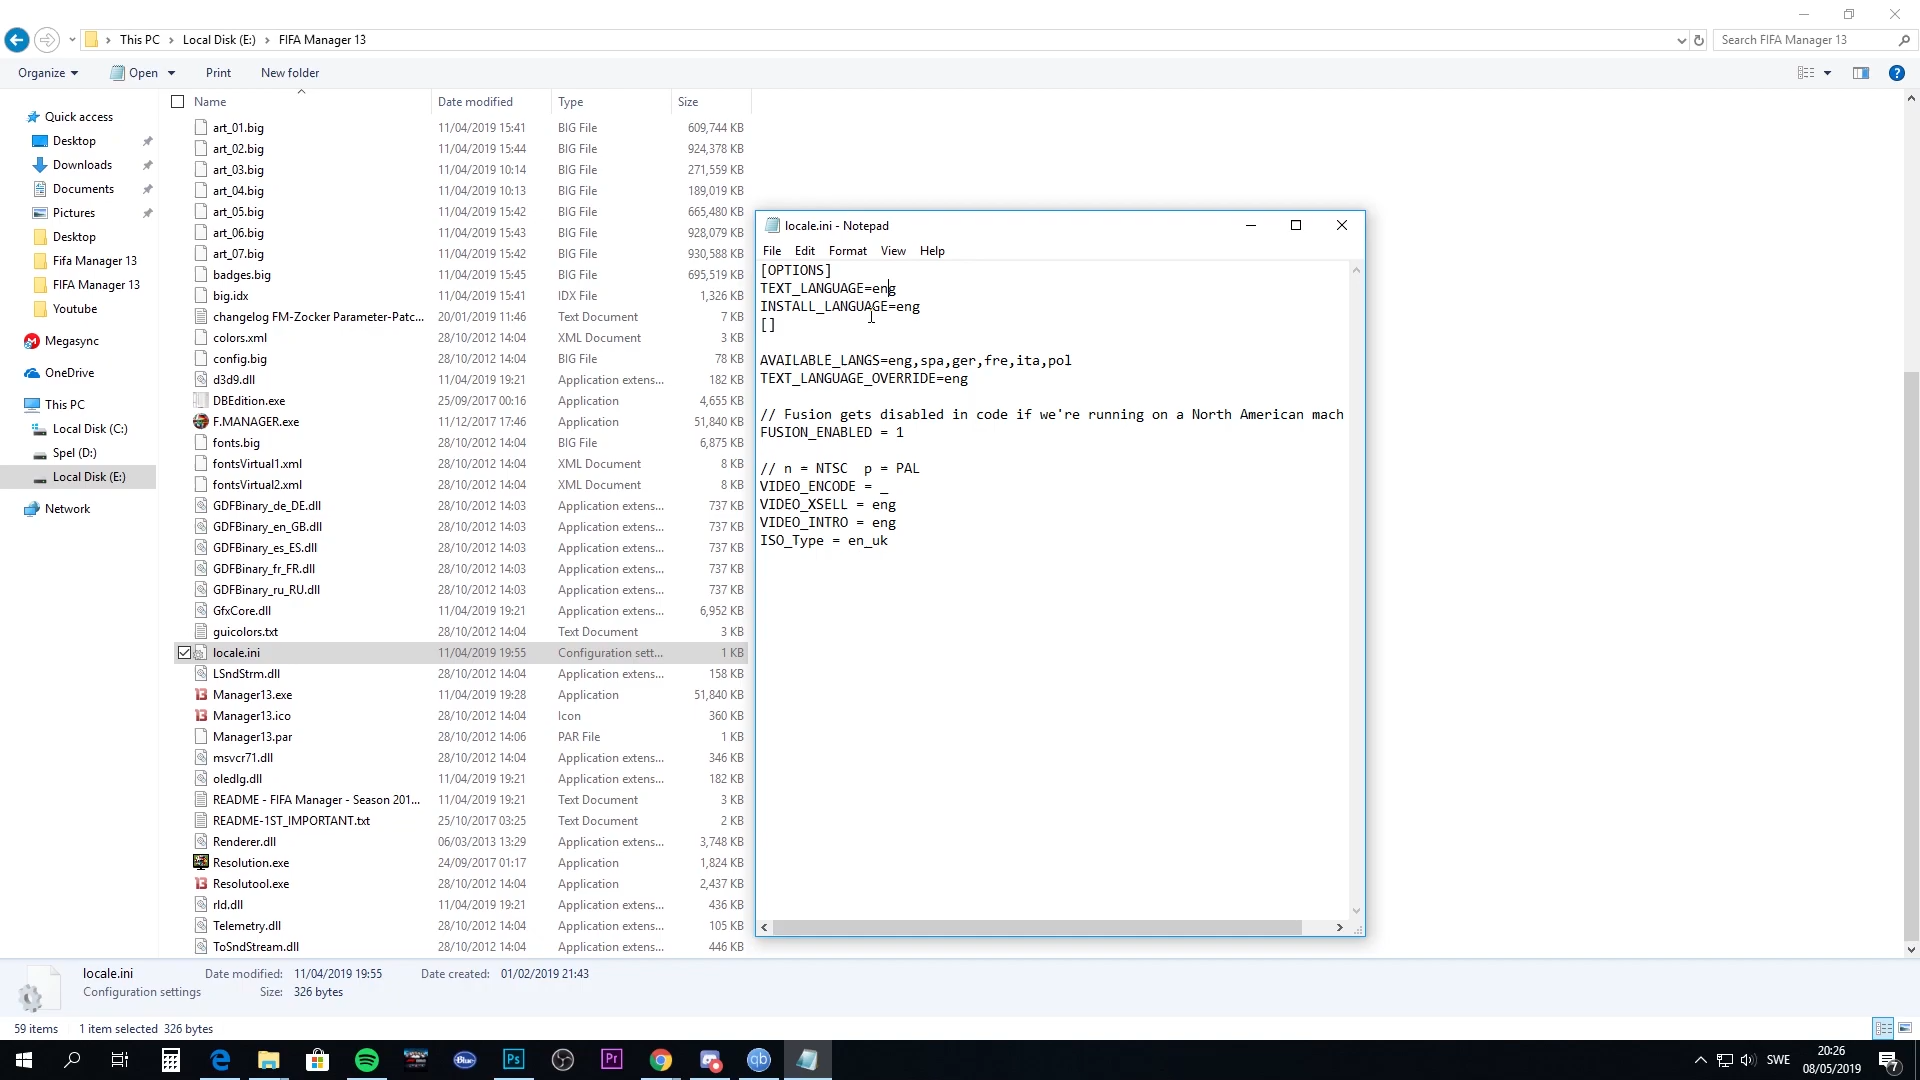 This PC
Local Disk (E:)
FIFA Manager 13
Search FIFA Manager 13
Organize
Open
Print
New folder
Name
Date modified
Type
Size
Quick access
Desktop
Downloads
Documents
Pictures
Desktop
Fifa Manager 13
FIFA Manager 13
Youtube
Megasync
OneDrive
This PC
Local Disk (C:)
Spel (D:)
Local Disk (E:)
Network
art_01.big 11/04/2019 15:41 BIG File 609,744 KB
art_02.big 11/04/2019 15:44 BIG File 924,378 KB
art_03.big 11/04/2019 10:14 BIG File 271,559 KB
art_04.big 11/04/2019 10:13 BIG File 189,019 KB
art_05.big 11/04/2019 15:42 BIG File 665,480 KB
art_06.big 11/04/2019 15:43 BIG File 928,079 KB
art_07.big 11/04/2019 15:42 BIG File 930,588 KB
badges.big 11/04/2019 15:45 BIG File 695,519 KB
big.idx 11/04/2019 15:41 IDX File 1,326 KB
changelog FM-Zocker Parameter-Patc... 20/01/2019 11:46 Text Document 7 KB
colors.xml 28/10/2012 14:04 XML Document 3 KB
config.big 28/10/2012 14:04 BIG File 78 KB
d3d9.dll 11/04/2019 19:21 Application extens... 182 KB
DBEdition.exe 25/09/2017 00:16 Application 4,655 KB
F.MANAGER.exe 11/12/2017 17:46 Application 51,840 KB
fonts.big 28/10/2012 14:04 BIG File 6,875 KB
fontsVirtual1.xml 28/10/2012 14:04 XML Document 8 KB
fontsVirtual2.xml 28/10/2012 14:04 XML Document 8 KB
GDFBinary_de_DE.dll 28/10/2012 14:03 Application extens... 737 KB
GDFBinary_en_GB.dll 28/10/2012 14:03 Application extens... 737 KB
GDFBinary_es_ES.dll 28/10/2012 14:03 Application extens... 737 KB
GDFBinary_fr_FR.dll 28/10/2012 14:03 Application extens... 737 KB
GDFBinary_ru_RU.dll 28/10/2012 14:03 Application extens... 737 KB
GfxCore.dll 11/04/2019 19:21 Application extens... 6,952 KB
guicolors.txt 28/10/2012 14:04 Text Document 3 KB
locale.ini 11/04/2019 19:55 Configuration sett... 1 KB
LSndStrm.dll 28/10/2012 14:04 Application extens... 158 KB
Manager13.exe 11/04/2019 19:28 Application 51,840 KB
Manager13.ico 28/10/2012 14:04 Icon 360 KB
Manager13.par 28/10/2012 14:06 PAR File 1 KB
msvcr71.dll 28/10/2012 14:04 Application extens... 346 KB
oledlg.dll 11/04/2019 19:21 Application extens... 182 KB
README - FIFA Manager - Season 201... 11/04/2019 19:21 Text Document 3 KB
README-1ST_IMPORTANT.txt 25/10/2017 03:25 Text Document 2 KB
Renderer.dll 06/03/2013 13:29 Application extens... 3,748 KB
Resolution.exe 24/09/2017 01:17 Application 1,824 KB
Resolutool.exe 28/10/2012 14:04 Application 2,437 KB
rld.dll 11/04/2019 19:21 Application extens... 436 KB
Telemetry.dll 28/10/2012 14:04 Application extens... 105 KB
ToSndStream.dll 28/10/2012 14:04 Application extens... 446 KB
locale.ini - Notepad
File Edit Format View Help
[OPTIONS]
TEXT_LANGUAGE=eng
INSTALL_LANGUAGE=eng
[]
AVAILABLE_LANGS=eng,spa,ger,fre,ita,pol
TEXT_LANGUAGE_OVERRIDE=eng
// Fusion gets disabled in code if we're running on a North American mach
FUSION_ENABLED = 1
// n = NTSC  p = PAL
VIDEO_ENCODE = _
VIDEO_XSELL = eng
VIDEO_INTRO = eng
ISO_Type = en_uk
locale.ini Date modified: 11/04/2019 19:55 Date created: 01/02/2019 21:43
Configuration settings Size: 326 bytes
59 items 1 item selected 326 bytes
Blue
Ps
Pr
qb
SWE
20:26
08/05/2019
7